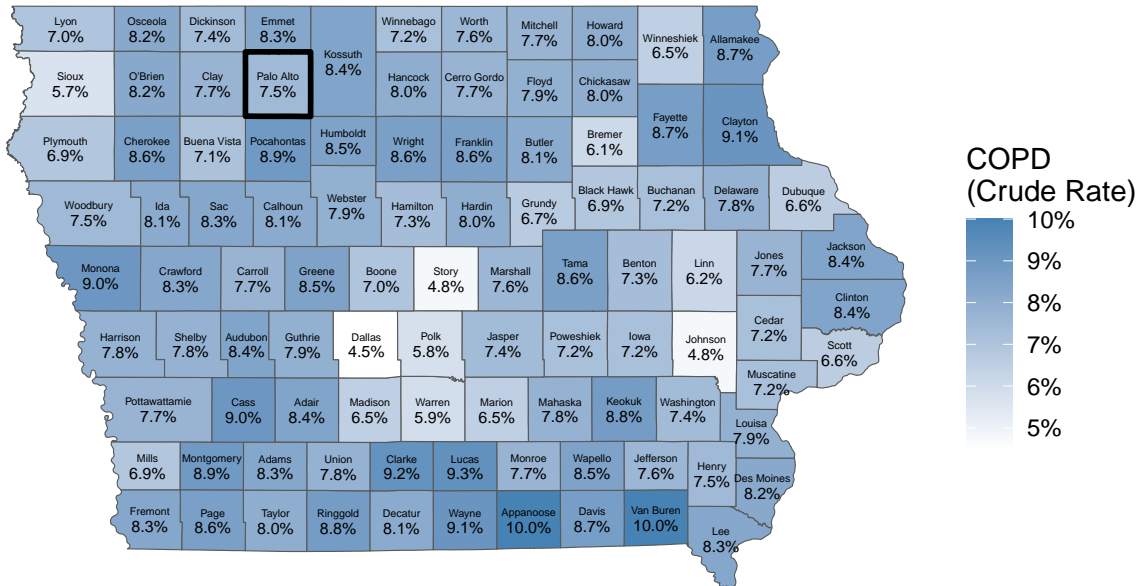 Lyon
7.0%
Osceola
8.2%
Dickinson
7.4%
Emmet
8.3%
Kossuth
8.4%
Winnebago
7.2%
Worth
7.6%
Mitchell
7.7%
Howard
8.0%
Winneshiek
6.5%
Allamakee
8.7%
Sioux
5.7%
O'Brien
8.2%
Clay
7.7%
Palo Alto
7.5%
Hancock
8.0%
Cerro Gordo
7.7%
Floyd
7.9%
Chickasaw
8.0%
Fayette
8.7%
Clayton
9.1%
Plymouth
6.9%
Cherokee
8.6%
Buena Vista
7.1%
Pocahontas
8.9%
Humboldt
8.5%
Wright
8.6%
Franklin
8.6%
Butler
8.1%
Bremer
6.1%
Woodbury
7.5%
Ida
8.1%
Sac
8.3%
Calhoun
8.1%
Webster
7.9%
Hamilton
7.3%
Hardin
8.0%
Grundy
6.7%
Black Hawk
6.9%
Buchanan
7.2%
Delaware
7.8%
Dubuque
6.6%
Monona
9.0%
Crawford
8.3%
Carroll
7.7%
Greene
8.5%
Boone
7.0%
Story
4.8%
Marshall
7.6%
Tama
8.6%
Benton
7.3%
Linn
6.2%
Jones
7.7%
Jackson
8.4%
Clinton
8.4%
Harrison
7.8%
Shelby
7.8%
Audubon
8.4%
Guthrie
7.9%
Dallas
4.5%
Polk
5.8%
Jasper
7.4%
Poweshiek
7.2%
Iowa
7.2%
Johnson
4.8%
Cedar
7.2%
Scott
6.6%
Muscatine
7.2%
Pottawattamie
7.7%
Cass
9.0%
Adair
8.4%
Madison
6.5%
Warren
5.9%
Marion
6.5%
Mahaska
7.8%
Keokuk
8.8%
Washington
7.4%
Louisa
7.9%
Mills
6.9%
Montgomery
8.9%
Adams
8.3%
Union
7.8%
Clarke
9.2%
Lucas
9.3%
Monroe
7.7%
Wapello
8.5%
Jefferson
7.6%
Henry
7.5%
Des Moines
8.2%
Fremont
8.3%
Page
8.6%
Taylor
8.0%
Ringgold
8.8%
Decatur
8.1%
Wayne
9.1%
Appanoose
10.0%
Davis
8.7%
Van Buren
10.0%
Lee
8.3%
COPD
(Crude Rate)
10%
9%
8%
7%
6%
5%